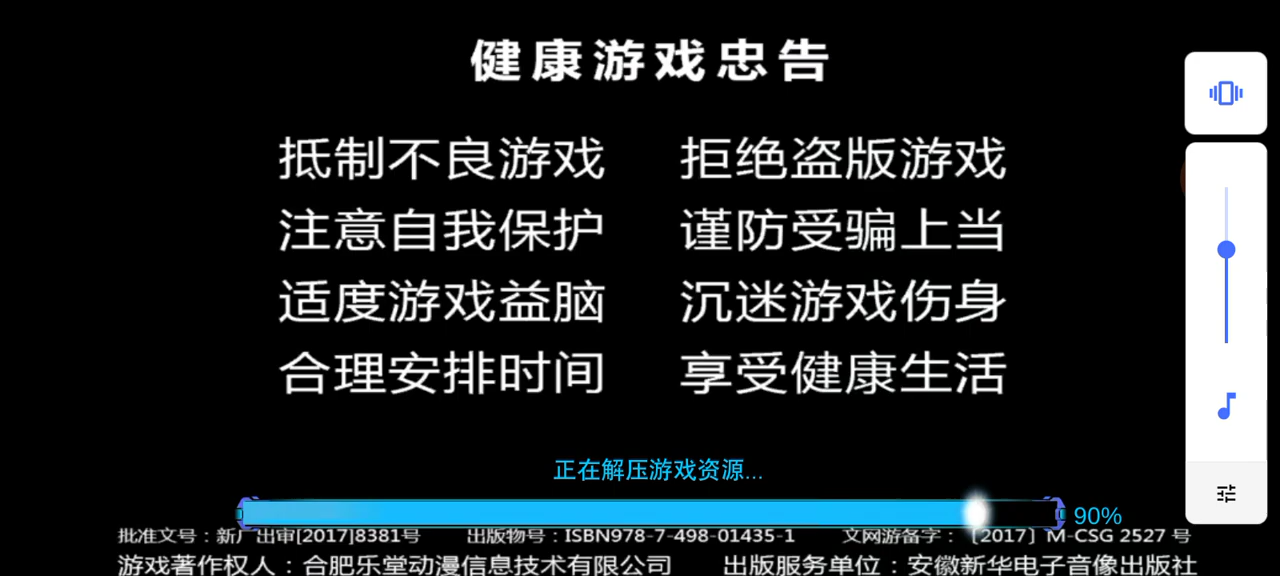 健康游戏忠告
抵制不良游戏 拒绝盗版游戏
注意自我保护 谨防受骗上当
适度游戏益脑 沉迷游戏伤身
合理安排时间 享受健康生活
正在解压游戏资源...
90%
批准文号：新广出审[2017]8381号 出版物号：ISBN978-7-498-01435-1 文网游备字：〔2017〕M-CSG 2527 号
游戏著作权人：合肥乐堂动漫信息技术有限公司 出版服务单位：安徽新华电子音像出版社